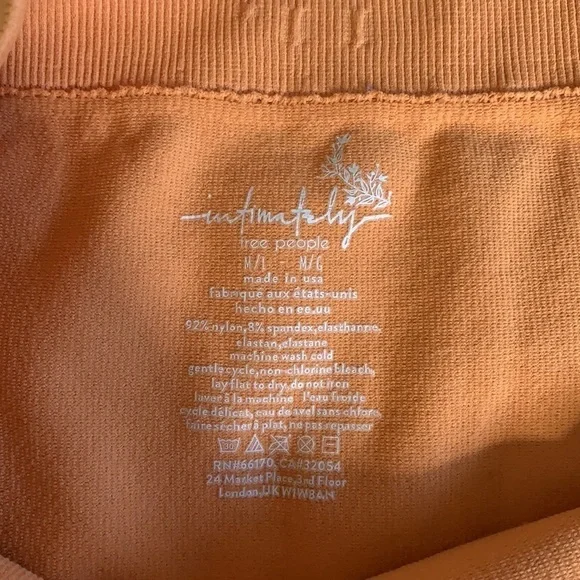 intimately
free people
M/L - M/G
made in usa
fabriqué aux états-unis
hecho en ee.uu
92% nylon,8% spandex,elasthanne,
elastan,elastane
machine wash cold
gentle cycle,non-chlorine bleach,
lay flat to dry,do not iron
laver à la machine l'eau froide
cycle délicat, eau de avel sans chlore,
faire sécher à plat, ne pas repasser
RN#66170, CA#32054
24 Market Place,3rd Floor
London,UK W1W8AN